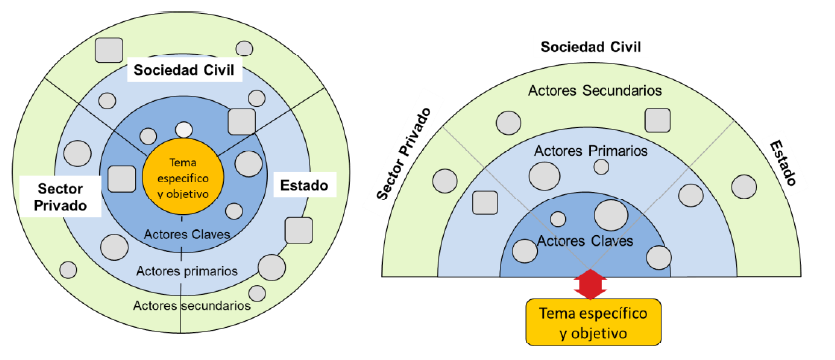 Sociedad Civil
Tema
específico
y objetivo
Sector
Privado
Estado
Actores Claves
Actores primarios
Actores secundarios
Sociedad Civil
Sector Privado
Estado
Actores Secundarios
Actores Primarios
Actores Claves
Tema específico
y objetivo